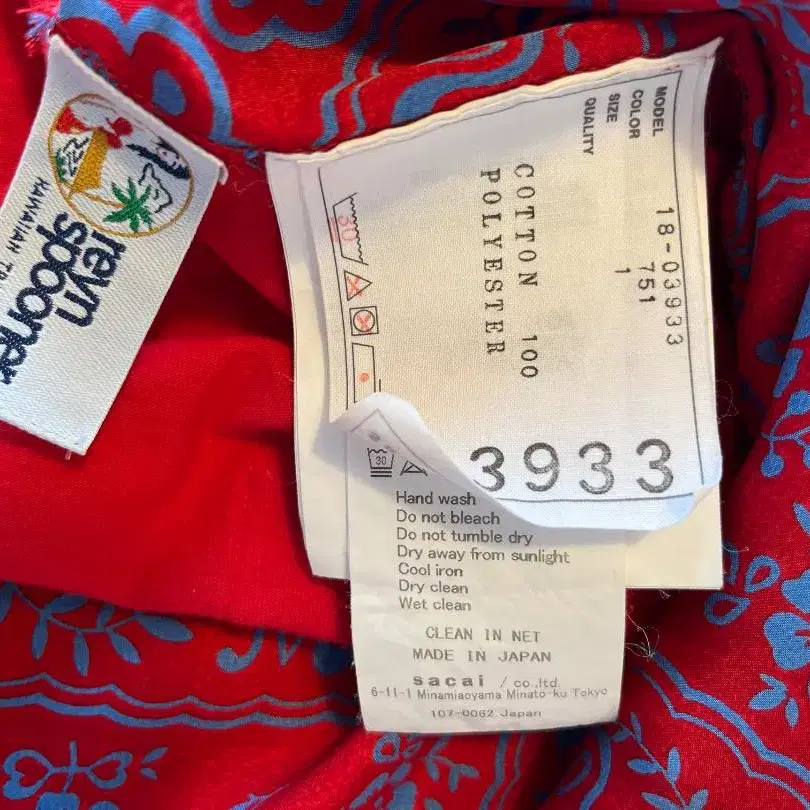 reyn
spooner
HAWAIIAN
MODEL 18-03933
COLOR 751
SIZE 1
QUALITY
COTTON 100
POLYESTER
30
3933
30
Hand wash
Do not bleach
Do not tumble dry
Dry away from sunlight
Cool iron
Dry clean
Wet clean
CLEAN IN NET
MADE IN JAPAN
sacai / co.,ltd.
6-11-1 Minamiaoyama Minato-ku Tokyo
107-0062 Japan